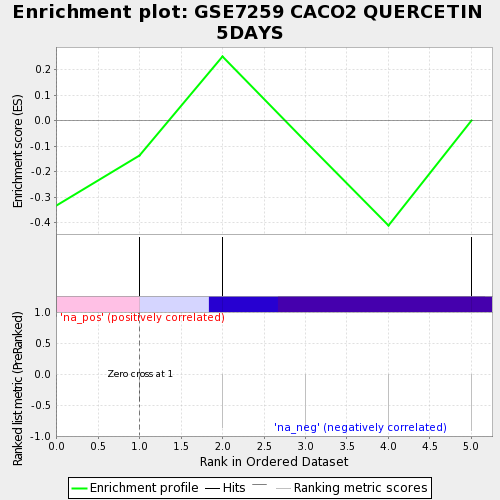 Enrichment plot: GSE7259 CACO2 QUERCETIN
5DAYS
Enrichment score (ES)
0.2
0.1
0.0
-0.1
-0.2
-0.3
-0.4
Ranked list metric (PreRanked)
1.0
0.5
0.0
-0.5
-1.0
'na_pos' (positively correlated)
Zero cross at 1
'na_neg' (negatively correlated)
0.0 0.5 1.0 1.5 2.0 2.5 3.0 3.5 4.0 4.5 5.0
Rank in Ordered Dataset
Enrichment profile Hits Ranking metric scores